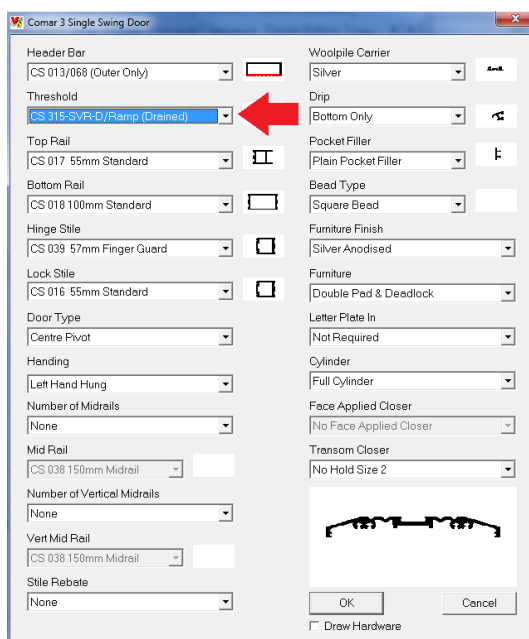 Comar 3 Single Swing Door
Header Bar
CS 013/068 (Outer Only)
Threshold
CS 315-SVR-D/Ramp (Drained)
Top Rail
CS 017 55mm Standard
Bottom Rail
CS 018 100mm Standard
Hinge Stile
CS 039 57mm Finger Guard
Lock Stile
CS 016 55mm Standard
Door Type
Centre Pivot
Handing
Left Hand Hung
Number of Midrails
None
Mid Rail
CS 038 150mm Midrail
Number of Vertical Midrails
None
Vert Mid Rail
CS 038 150mm Midrail
Stile Rebate
None
Woolpile Carrier
Silver
Drip
Bottom Only
Pocket Filler
Plain Pocket Filler
Bead Type
Square Bead
Furniture Finish
Silver Anodised
Furniture
Double Pad & Deadlock
Letter Plate In
Not Required
Cylinder
Full Cylinder
Face Applied Closer
No Face Applied Closer
Transom Closer
No Hold Size 2
OK
Cancel
Draw Hardware